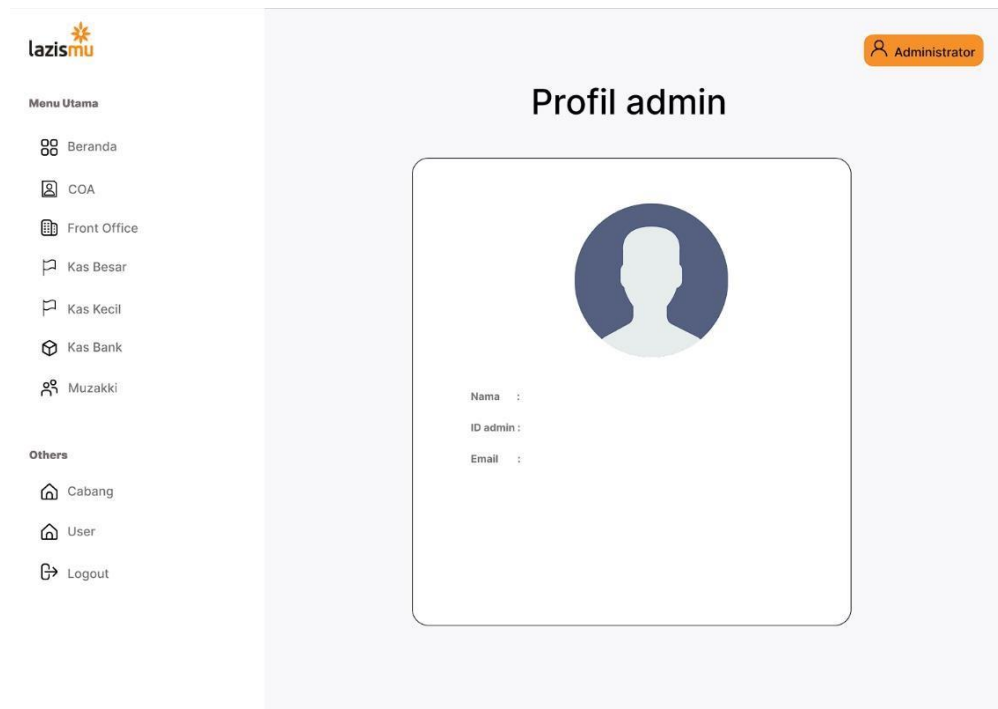 lazismu
Menu Utama
Beranda
COA
Front Office
Kas Besar
Kas Kecil
Kas Bank
Muzakki
Others
Cabang
User
Logout
Administrator
Profil admin
Nama :
ID admin :
Email :